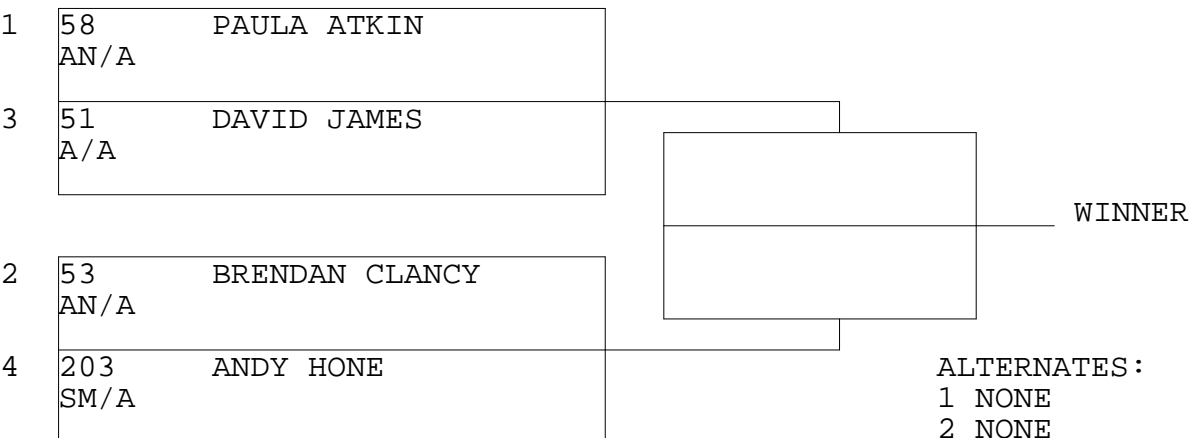 1 58 PAULA ATKIN
AN/A
3 51 DAVID JAMES
A/A
WINNER
2 53 BRENDAN CLANCY
AN/A
4 203 ANDY HONE
SM/A
ALTERNATES:
1 NONE
2 NONE